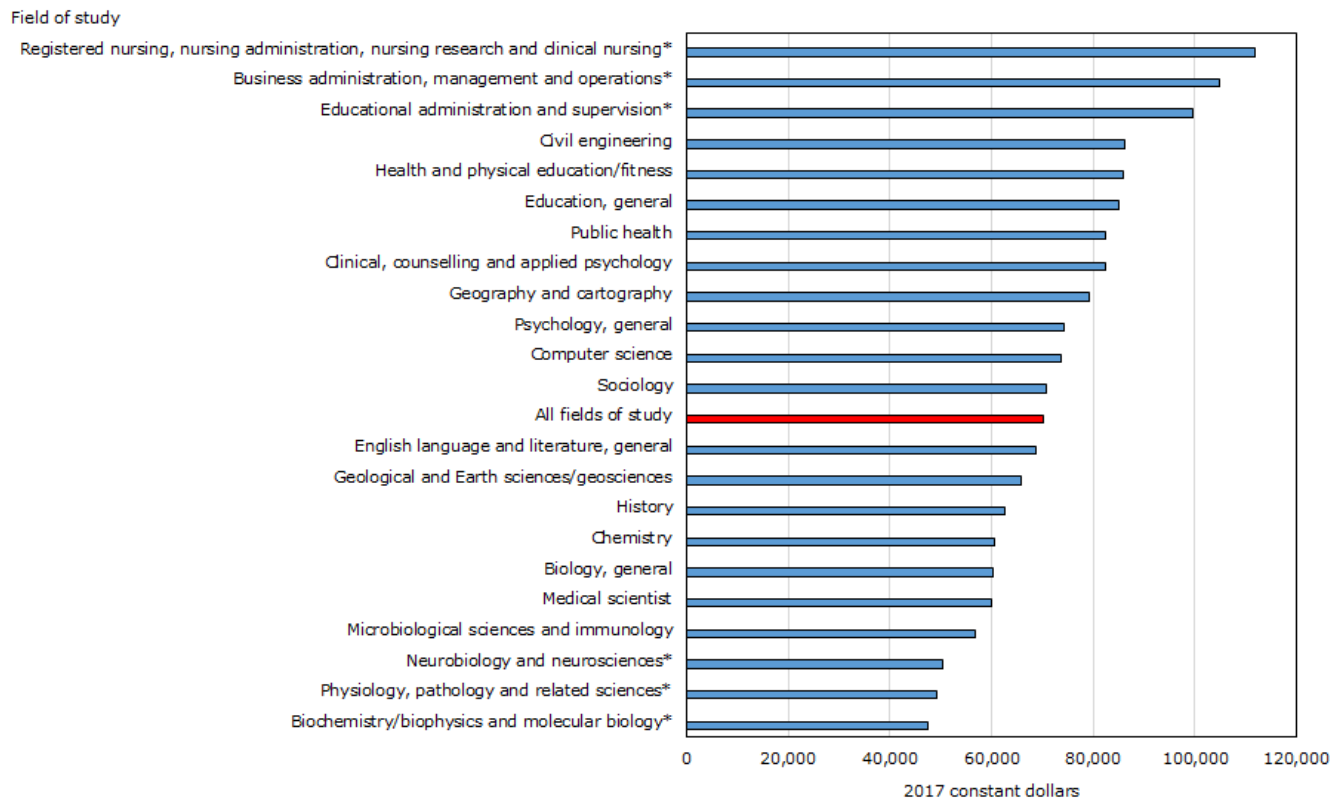 Field of study
Registered nursing, nursing administration, nursing research and clinical nursing*
Business administration, management and operations*
Educational administration and supervision*
Civil engineering
Health and physical education/fitness
Education, general
Public health
Clinical, counselling and applied psychology
Geography and cartography
Psychology, general
Computer science
Sociology
All fields of study
English language and literature, general
Geological and Earth sciences/geosciences
History
Chemistry
Biology, general
Medical scientist
Microbiological sciences and immunology
Neurobiology and neurosciences*
Physiology, pathology and related sciences*
Biochemistry/biophysics and molecular biology*
0 20,000 40,000 60,000 80,000 100,000 120,000
2017 constant dollars